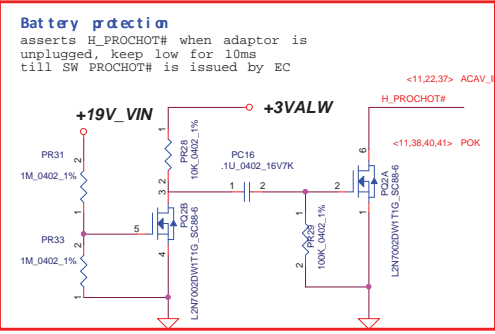 Battery protection
asserts H_PROCHOT# when adaptor is
unplugged, keep low for 10ms
till SW PROCHOT# is issued by EC
<11,22,37> ACAV_I
H_PROCHOT#
+19V_VIN
+3VALW
<11,38,40,41> POK
1
PR28
10K_0402_1%
2
PR31
1M_0402_1%
2
1
PC16
.1U_0402_16V7K
1 2
3
5
4
PQ2B
L2N7002DW1T1G_SC88-6
6
2
1
PQ2A
L2N7002DW1T1G_SC88-6
PR33
1M_0402_1%
2
1
1
PR29
100K_0402_1%
2